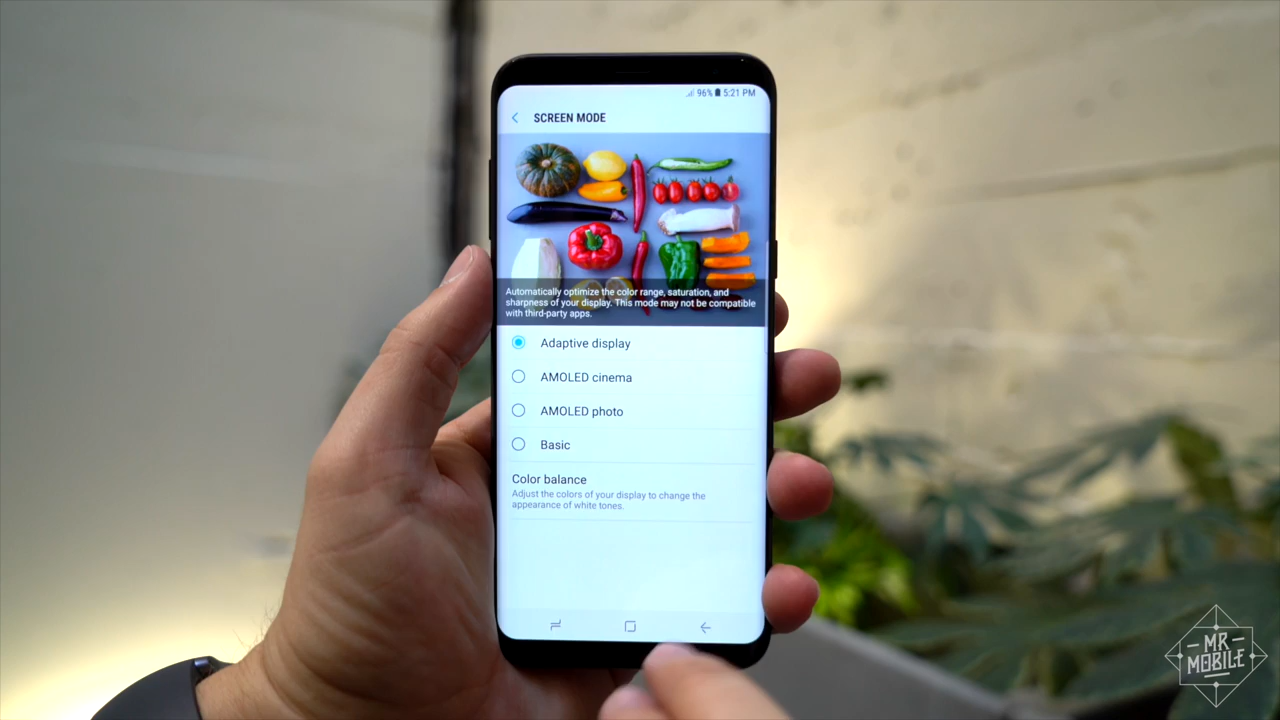 96% 5:21 PM
SCREEN MODE
Automatically optimize the color range, saturation, and
sharpness of your display. This mode may not be compatible
with third-party apps.
Adaptive display
AMOLED cinema
AMOLED photo
Basic
Color balance
Adjust the colors of your display to change the
appearance of white tones.
MR
MOBILE